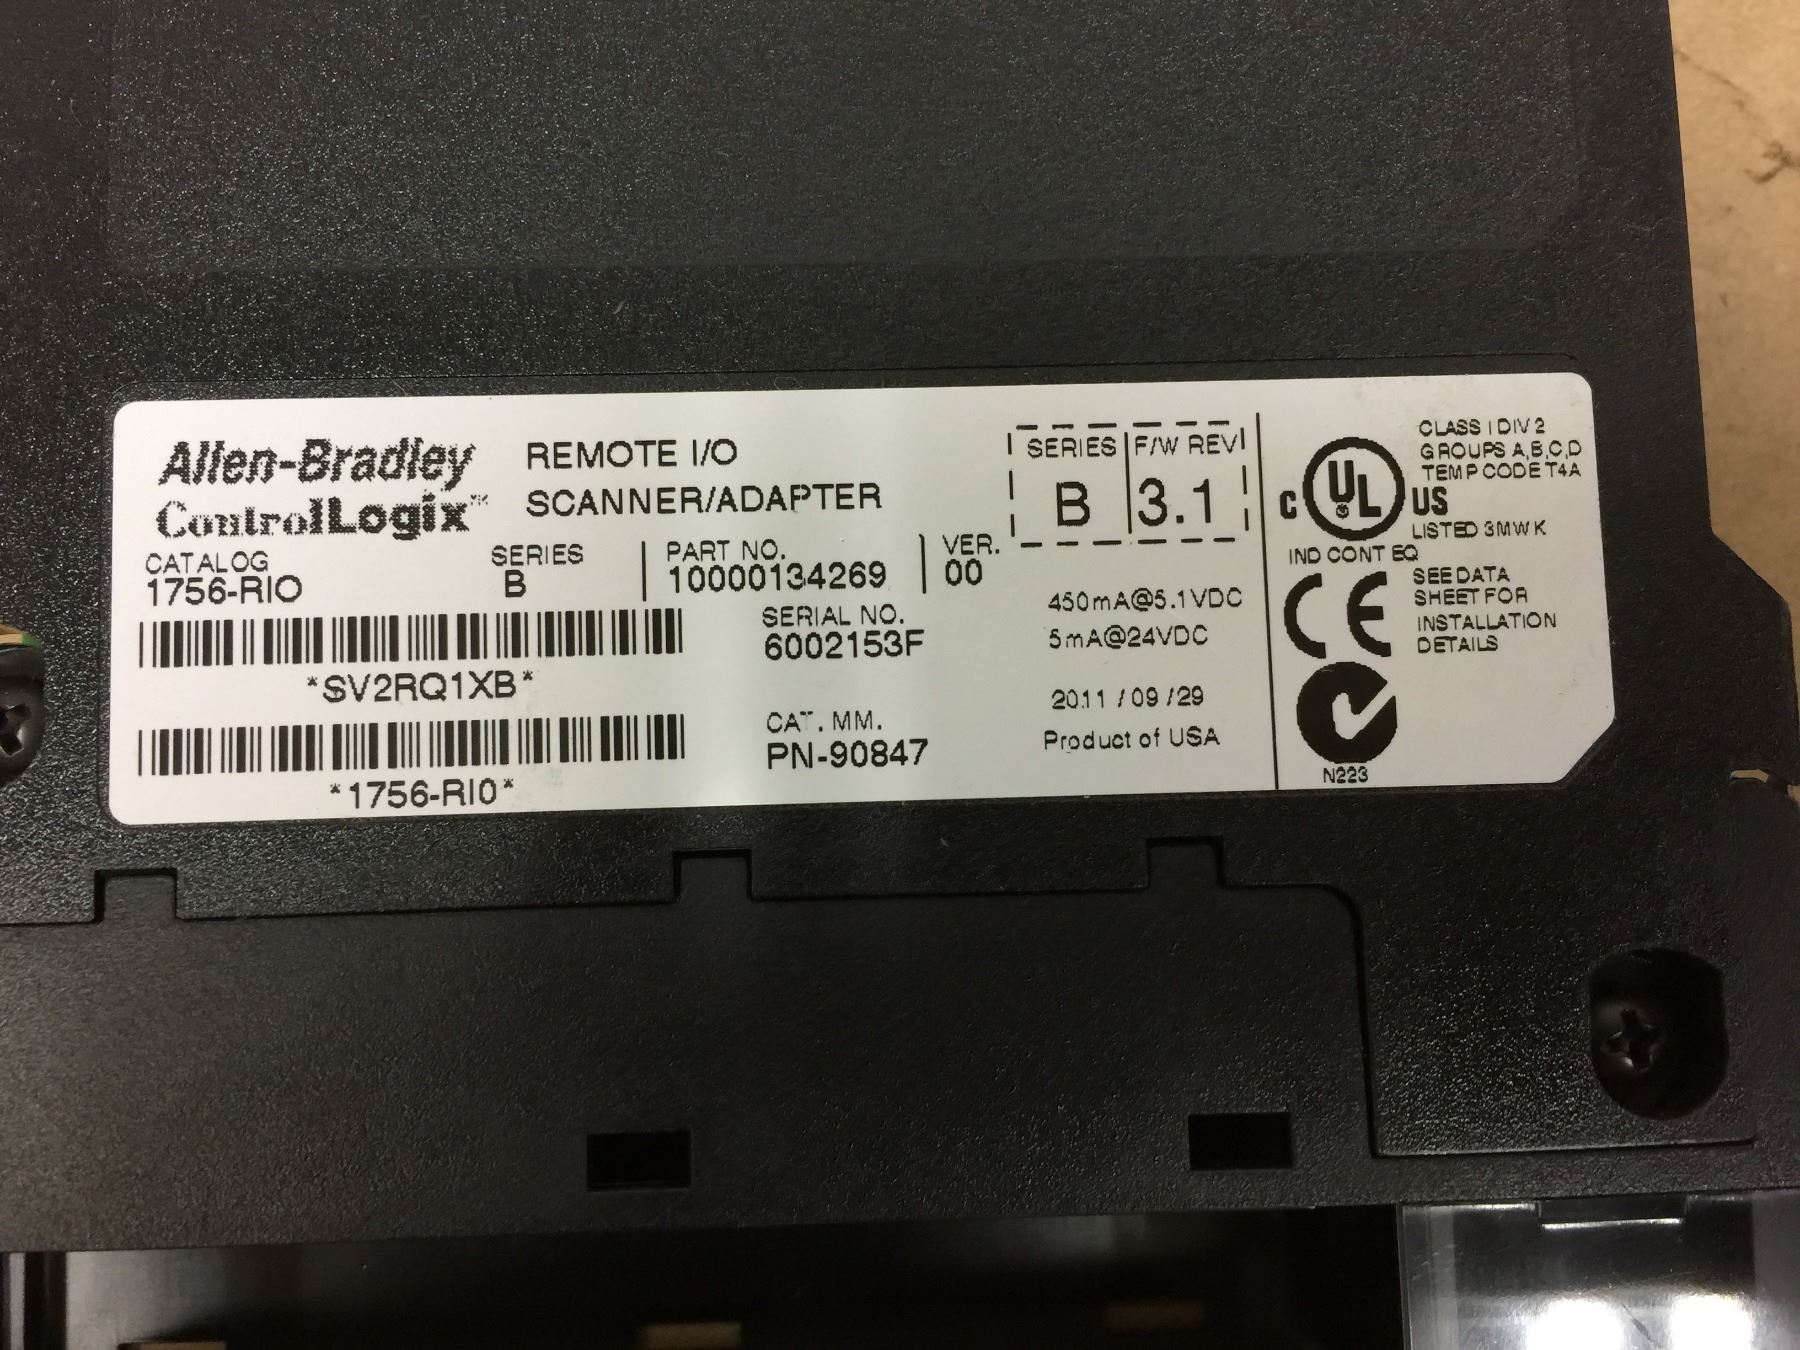 Allen-Bradley
ControlLogix™
REMOTE I/O
SCANNER/ADAPTER
SERIES F/W REV
B 3.1
CATALOG SERIES PART NO. VER.
1756-RIO B 10000134269 00
*SV2RQ1XB*
SERIAL NO.
6002153F
*1756-RI0*
CAT. MM.
PN-90847
450mA@5.1VDC
5mA@24VDC
2011/09/29
Product of USA
C UL US
CLASS I DIV 2
GROUPS A,B,C,D
TEMP CODE T4A
LISTED 3MWK
IND CONT EQ
CE
SEE DATA
SHEET FOR
INSTALLATION
DETAILS
N223